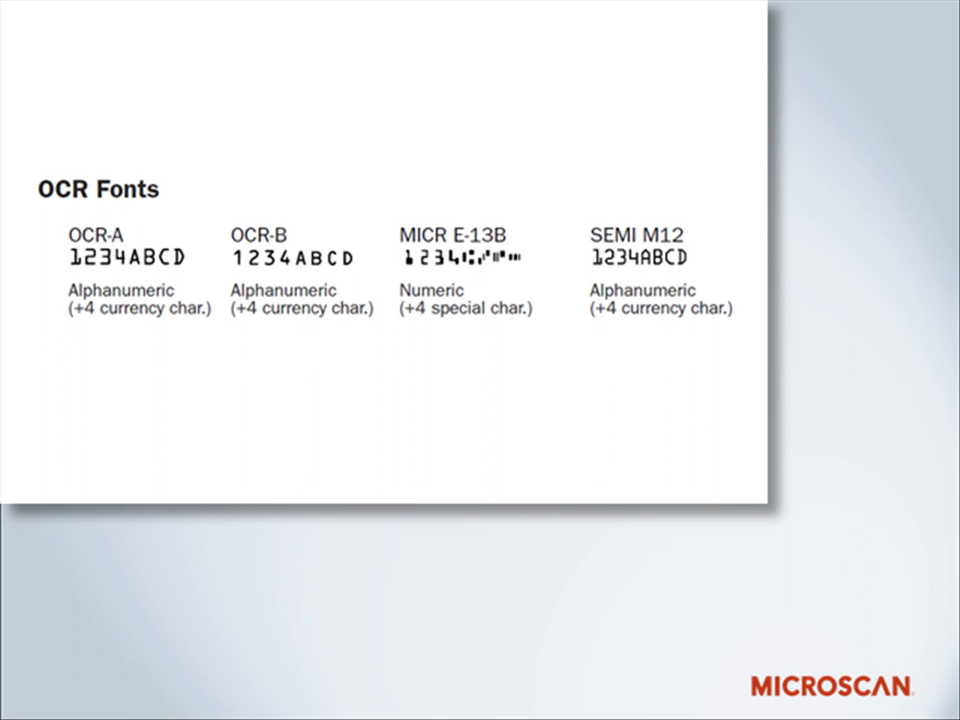 OCR Fonts
OCR-A OCR-B MICR E-13B SEMI M12
1234ABCD 1234ABCD 1234⑆⑇⑈⑉ 1234ABCD
Alphanumeric Alphanumeric Numeric Alphanumeric
(+4 currency char.) (+4 currency char.) (+4 special char.) (+4 currency char.)
MICROSCAN